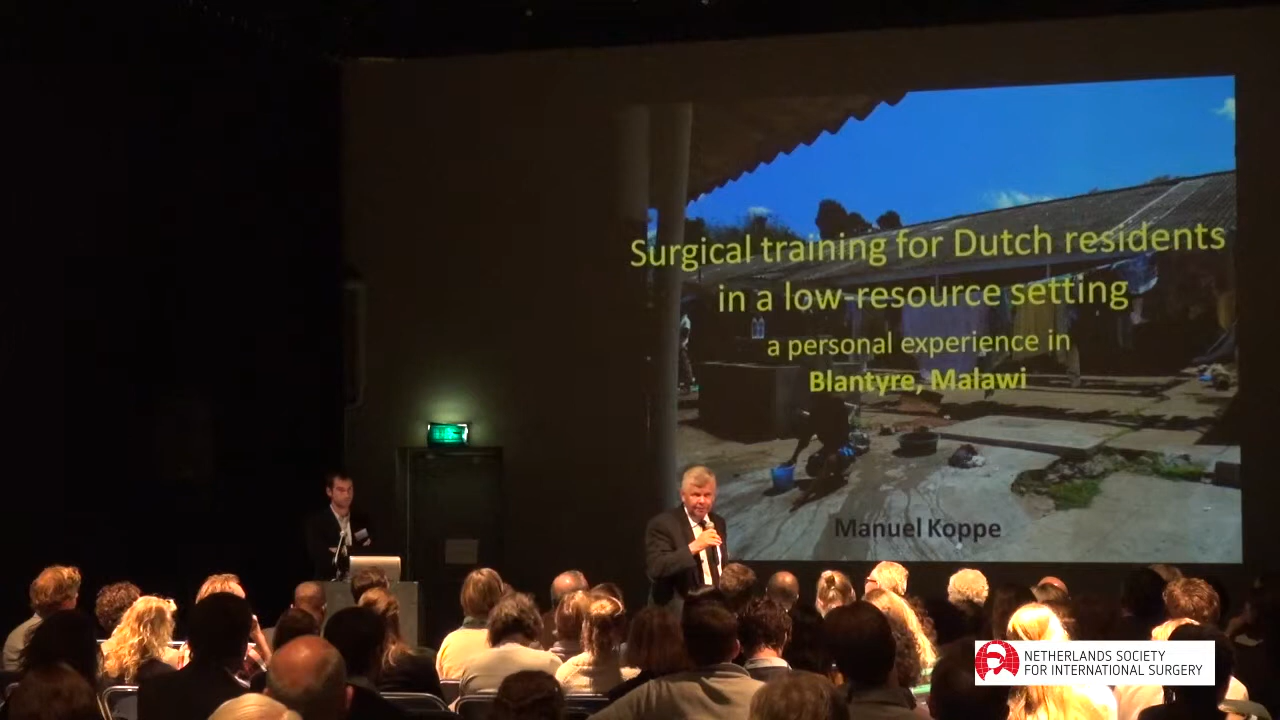 Surgical training for Dutch residents
in a low-resource setting
a personal experience in
Blantyre, Malawi
Manuel Koppe
NETHERLANDS SOCIETY
FOR INTERNATIONAL SURGERY